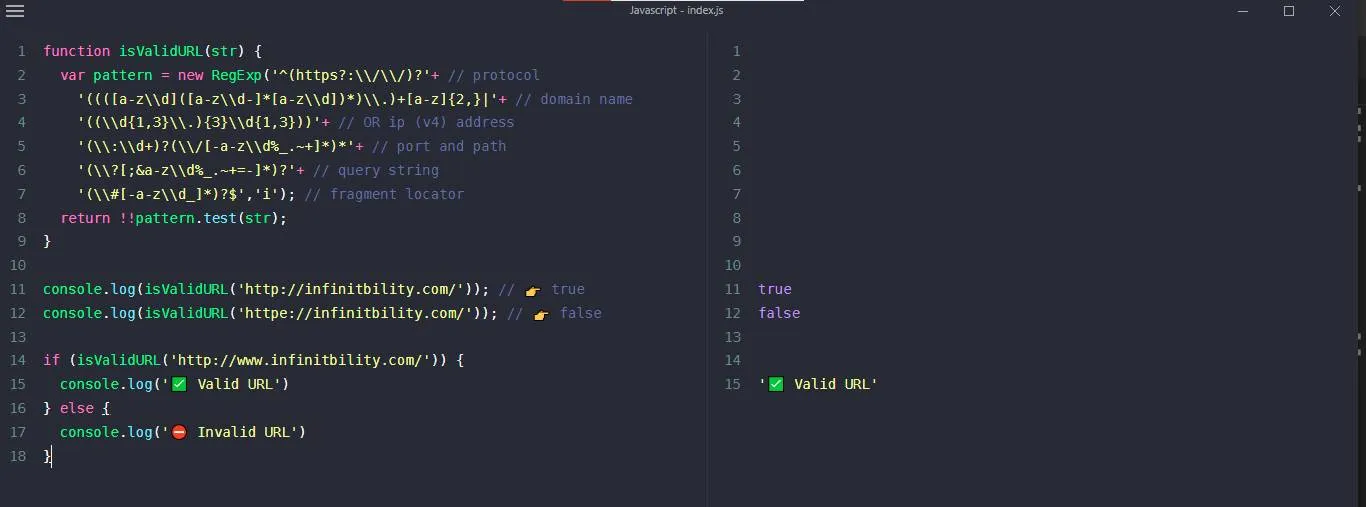 Javascript - index.js
1 function isValidURL(str) {
2 var pattern = new RegExp('^(https?:\\/\\/)?'+ // protocol
3 '((([a-z\\d]([a-z\\d-]*[a-z\\d])*)\\.)+[a-z]{2,}|'+ // domain name
4 '((\\d{1,3}\\.){3}\\d{1,3}))'+ // OR ip (v4) address
5 '(\\:\\d+)?(\\/[-a-z\\d%_.~+]*)*'+ // port and path
6 '(\\?[;&a-z\\d%_.~+=-]*)?'+ // query string
7 '(\\#[-a-z\\d_]*)?$','i'); // fragment locator
8 return !!pattern.test(str);
9 }
10
11 console.log(isValidURL('http://infinitbility.com/')); // 👉 true
12 console.log(isValidURL('httpe://infinitbility.com/')); // 👉 false
13
14 if (isValidURL('http://www.infinitbility.com/')) {
15 console.log('✅ Valid URL')
16 } else {
17 console.log('⛔ Invalid URL')
18 }
1
2
3
4
5
6
7
8
9
10
11 true
12 false
13
14
15 '✅ Valid URL'